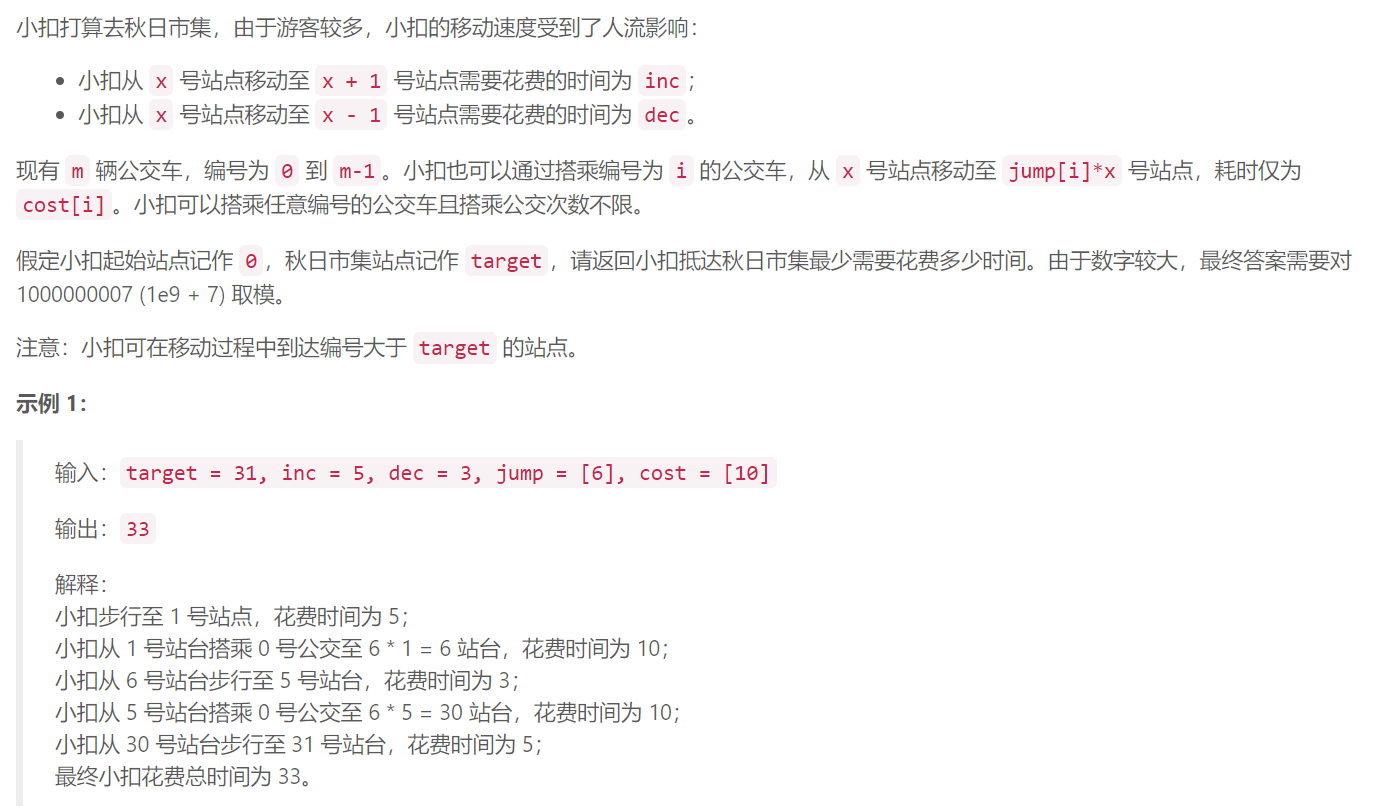 小扣打算去秋日市集，由于游客较多，小扣的移动速度受到了人流影响：
• 小扣从 x 号站点移动至 x + 1 号站点需要花费的时间为 inc；
• 小扣从 x 号站点移动至 x - 1 号站点需要花费的时间为 dec。
现有 m 辆公交车，编号为 0 到 m-1。小扣也可以通过搭乘编号为 i 的公交车，从 x 号站点移动至 jump[i]*x 号站点，耗时仅为
cost[i]。小扣可以搭乘任意编号的公交车且搭乘公交次数不限。
假定小扣起始站点记作 0，秋日市集站点记作 target，请返回小扣抵达秋日市集最少需要花费多少时间。由于数字较大，最终答案需要对
1000000007 (1e9 + 7) 取模。
注意：小扣可在移动过程中到达编号大于 target 的站点。
示例 1：
输入：target = 31, inc = 5, dec = 3, jump = [6], cost = [10]
输出：33
解释：
小扣步行至 1 号站点，花费时间为 5；
小扣从 1 号站台搭乘 0 号公交至 6 * 1 = 6 站台，花费时间为 10；
小扣从 6 号站台步行至 5 号站台，花费时间为 3；
小扣从 5 号站台搭乘 0 号公交至 6 * 5 = 30 站台，花费时间为 10；
小扣从 30 号站台步行至 31 号站台，花费时间为 5；
最终小扣花费总时间为 33。